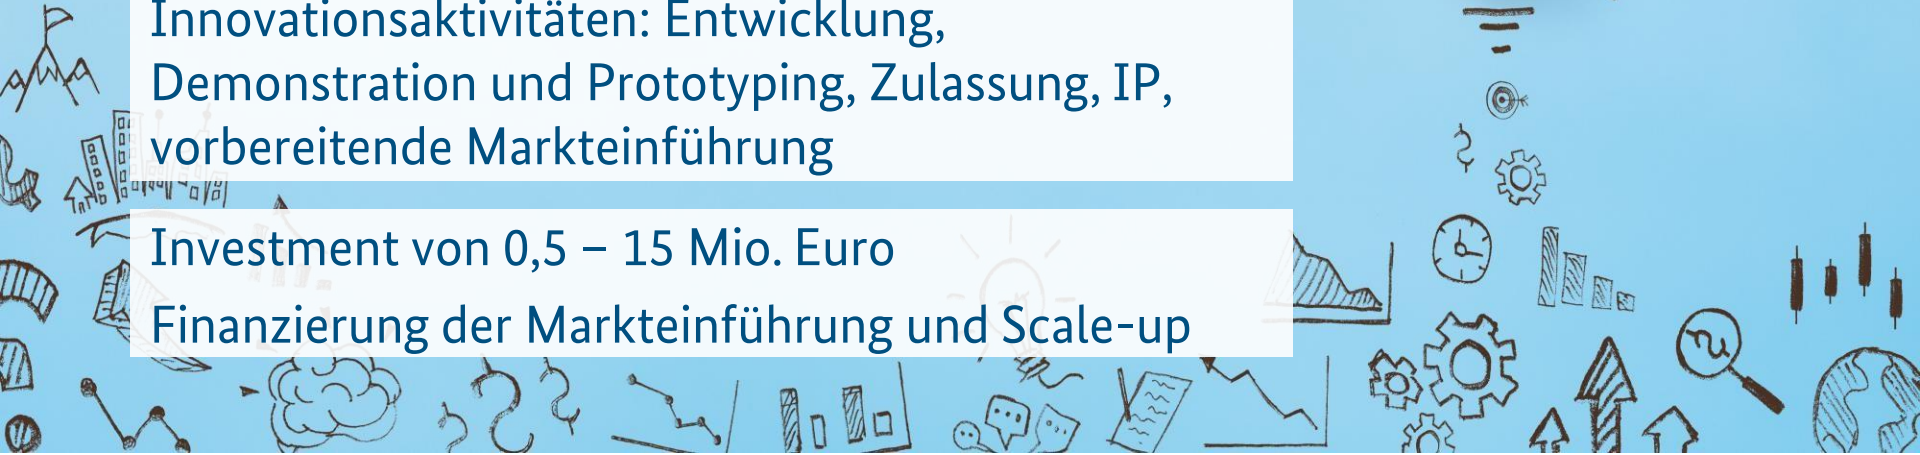 Innovationsaktivitäten: Entwicklung,
Demonstration und Prototyping, Zulassung, IP,
vorbereitende Markteinführung
Investment von 0,5 – 15 Mio. Euro
Finanzierung der Markteinführung und Scale-up